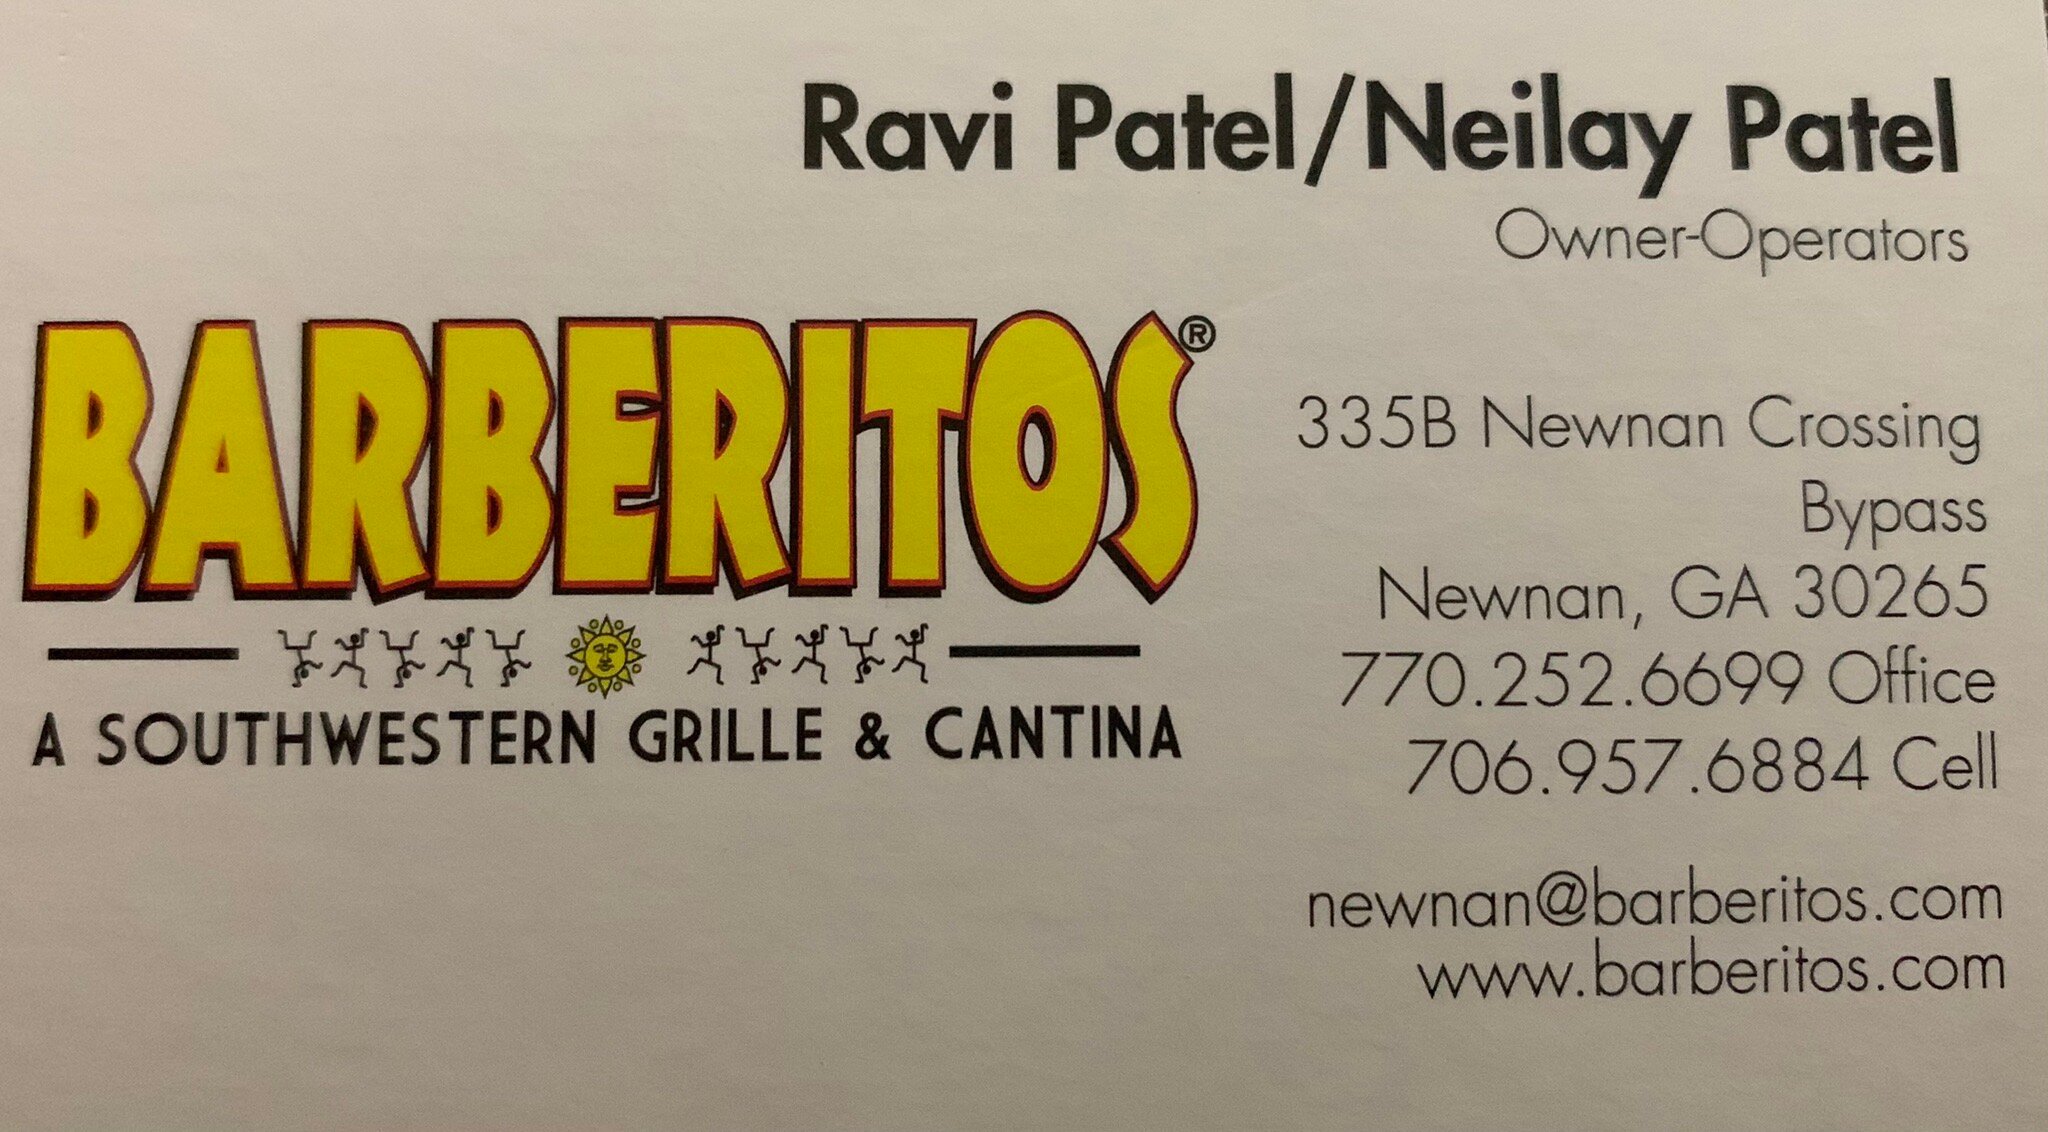 Ravi Patel/Neilay Patel
Owner-Operators
BARBERITOS®
A SOUTHWESTERN GRILLE & CANTINA
335B Newnan Crossing
Bypass
Newnan, GA 30265
770.252.6699 Office
706.957.6884 Cell
newnan@barberitos.com
www.barberitos.com